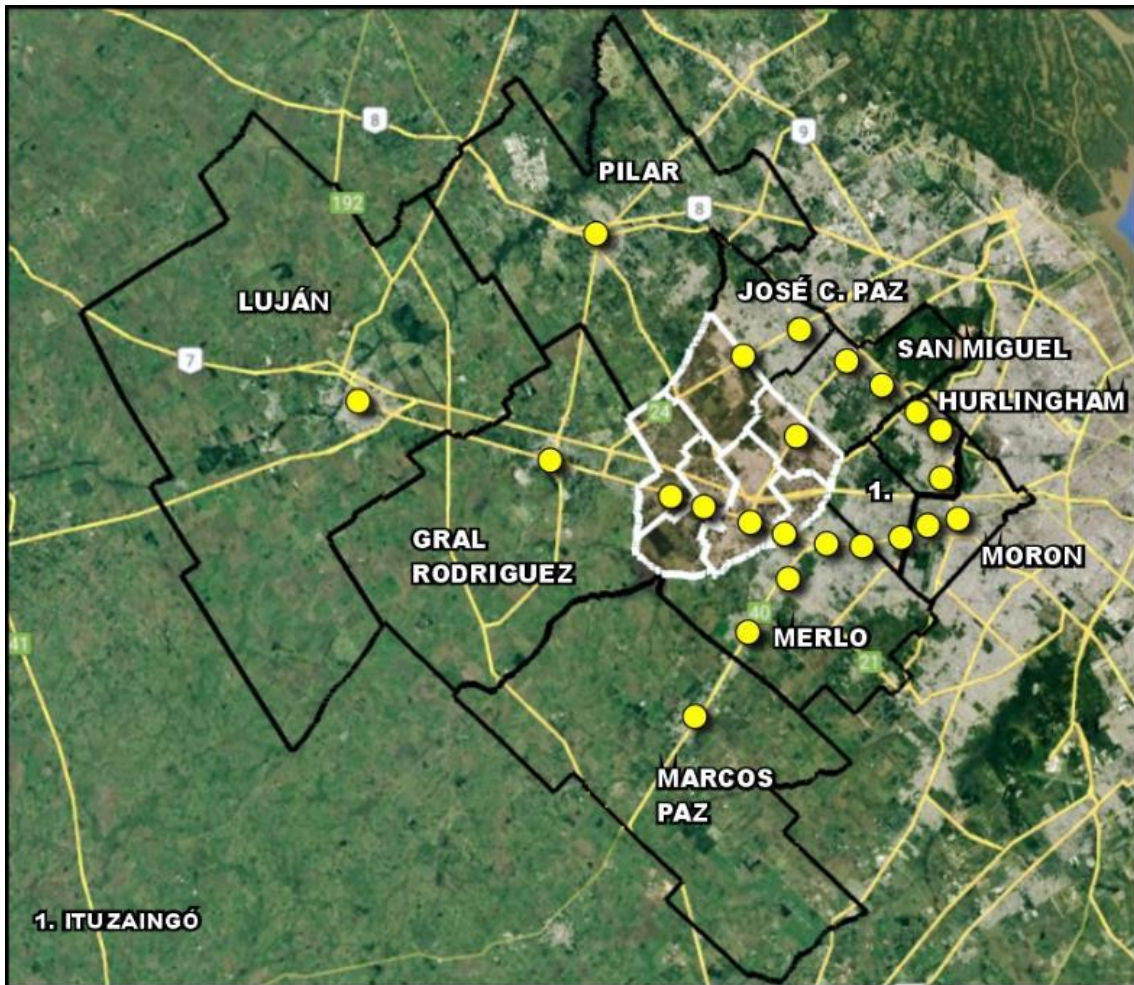 8
9
PILAR
192
8
LUJÁN
JOSÉ C. PAZ
7
SAN MIGUEL
HURLINGHAM
24
1.
GRAL
RODRIGUEZ
MORON
40
MERLO
41
21
MARCOS
PAZ
1. ITUZAINGÓ